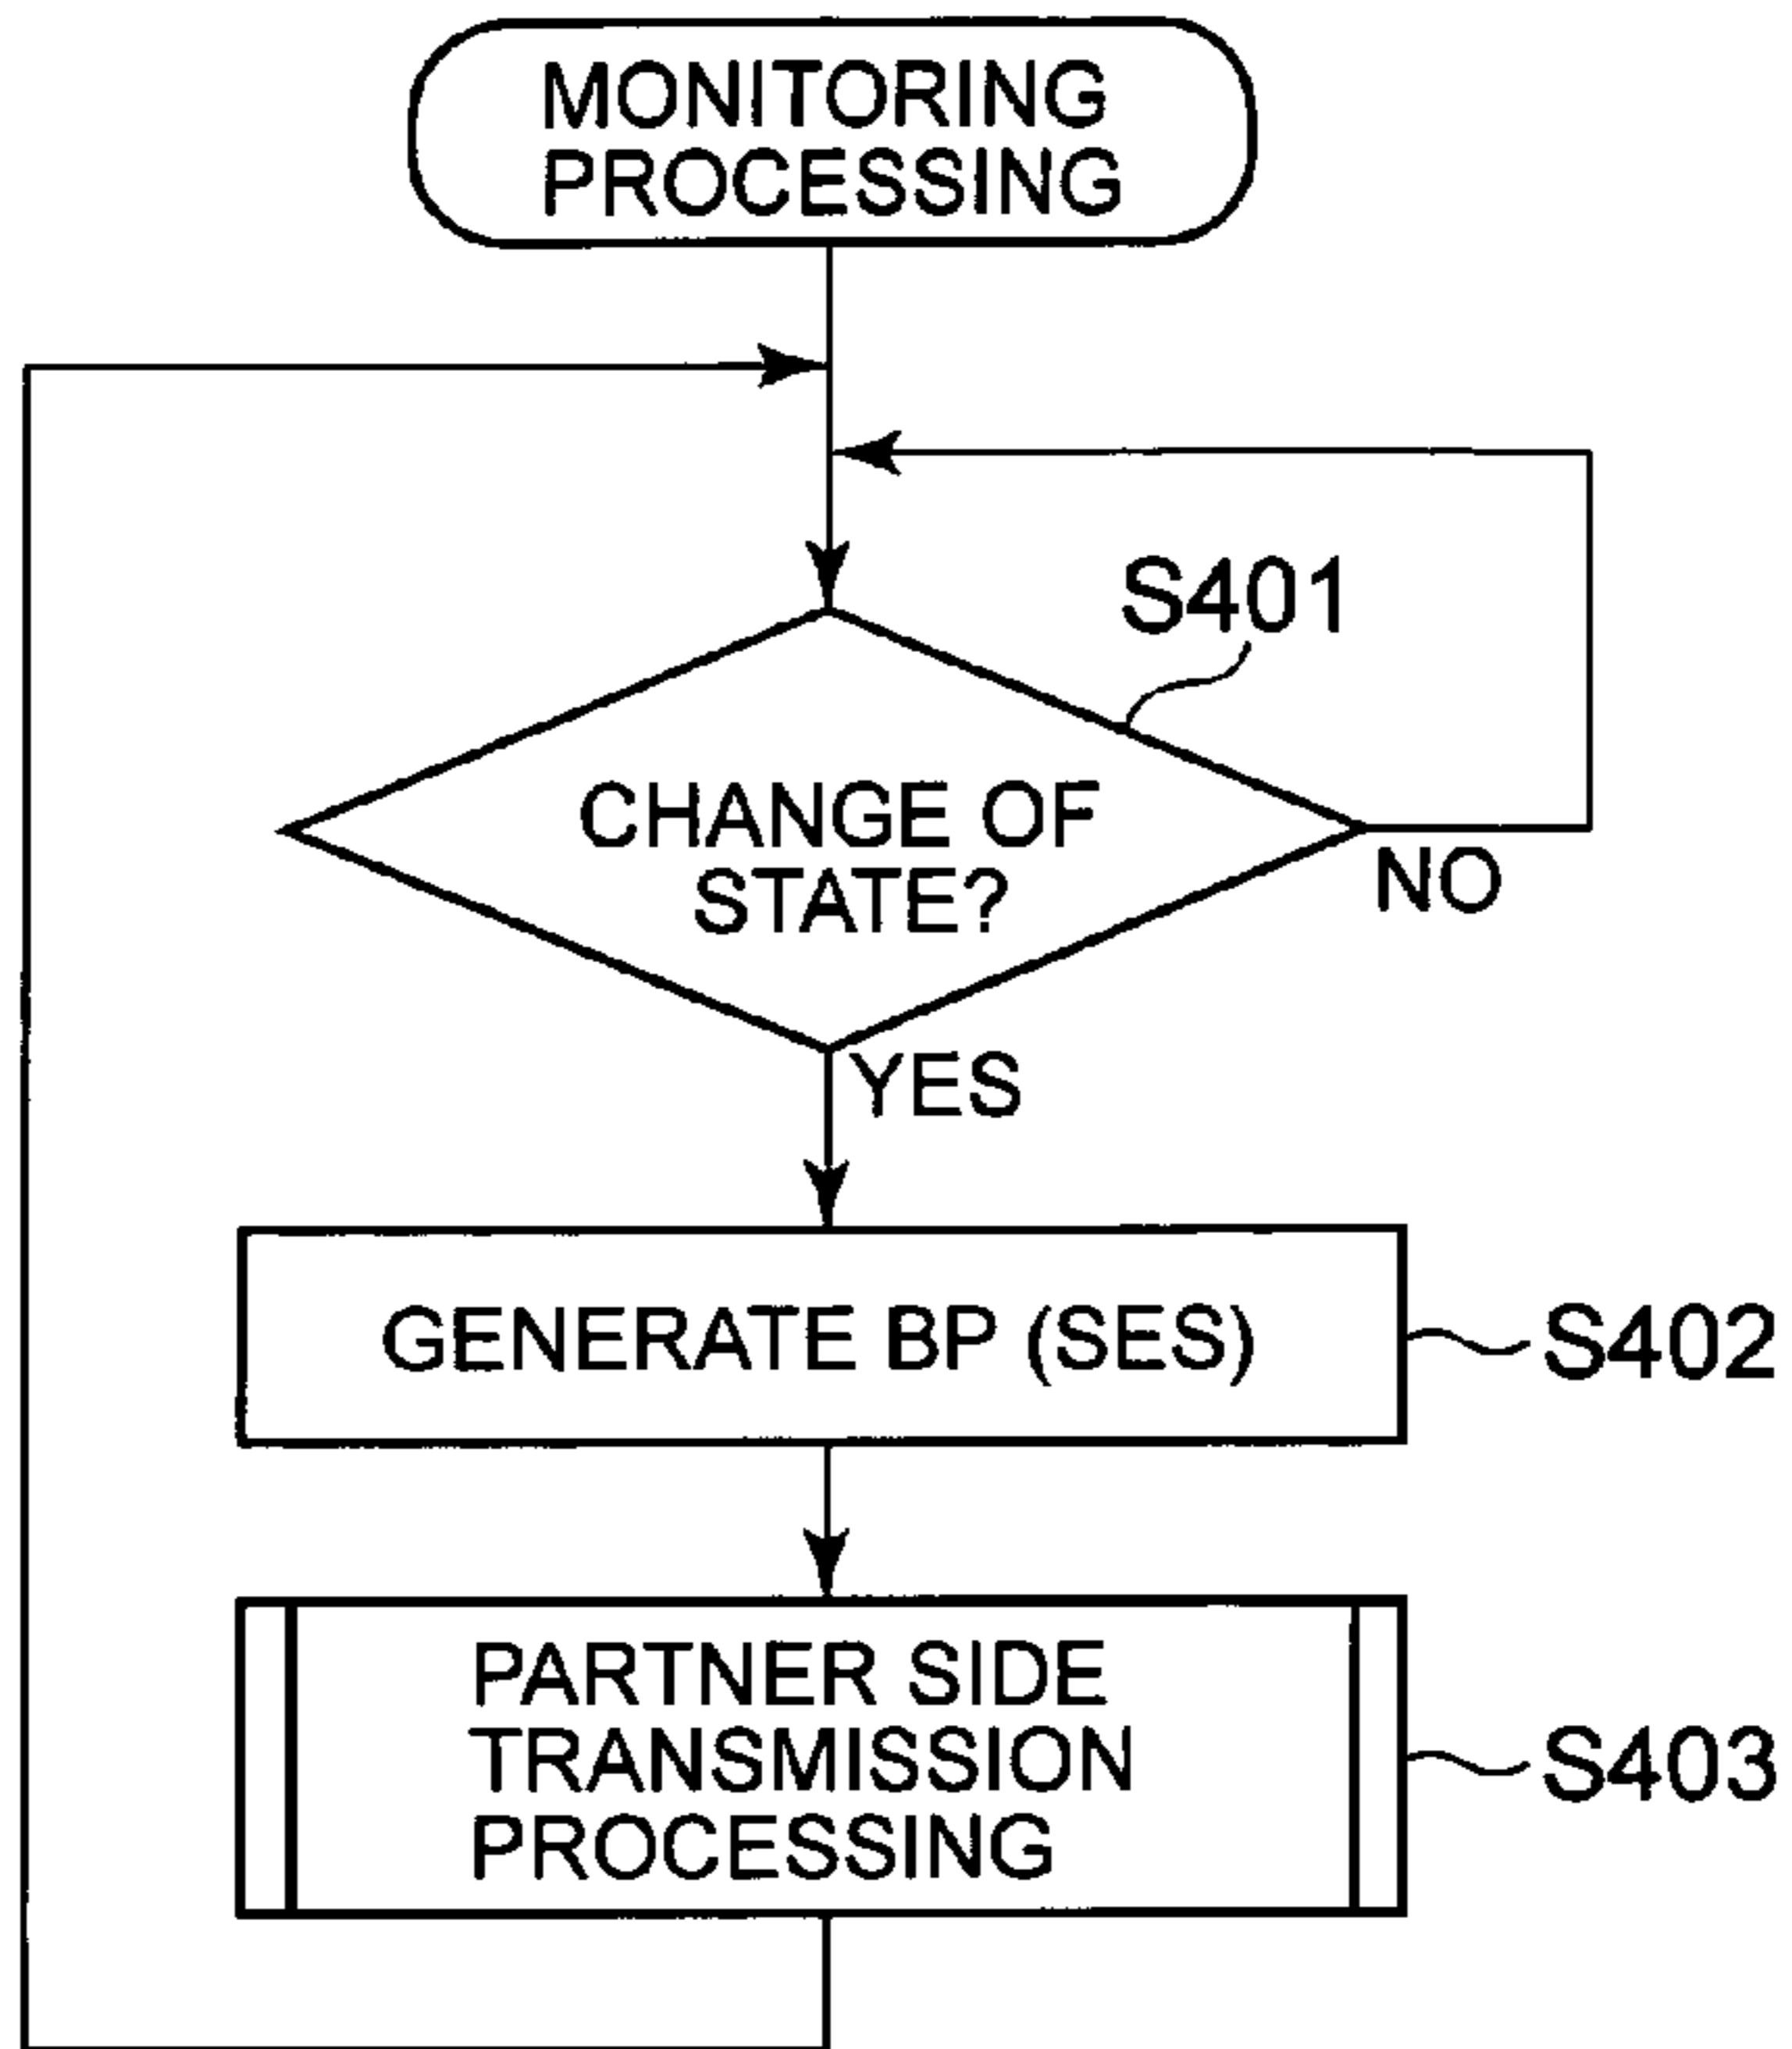 MONITORING
PROCESSING
S401
CHANGE OF
STATE?
NO
YES
GENERATE BP (SES)
S402
PARTNER SIDE
TRANSMISSION
PROCESSING
S403